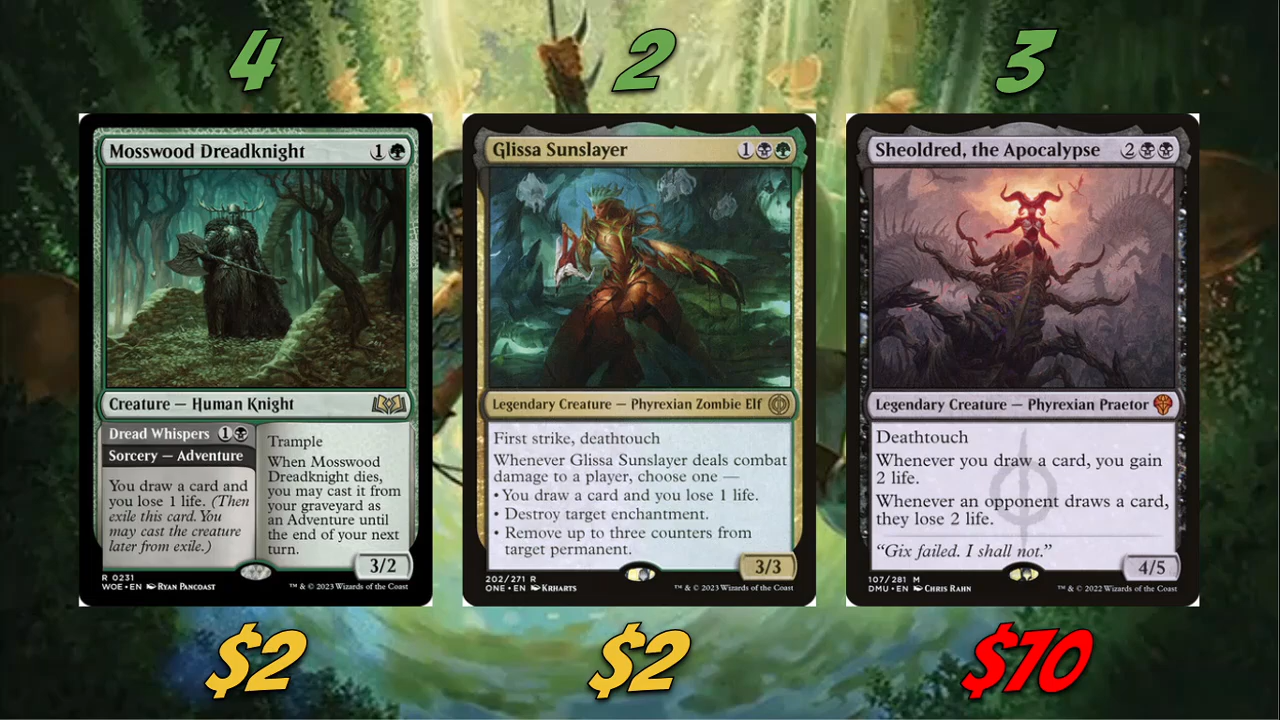 4
2
3
Mosswood Dreadknight 1
Creature — Human Knight
Dread Whispers 1
Sorcery — Adventure
You draw a card and
you lose 1 life. (Then
exile this card. You
may cast the creature
later from exile.)
Trample
When Mosswood
Dreadknight dies,
you may cast it from
your graveyard as
an Adventure until
the end of your next
turn.
3/2
R 0231
WOE • EN Ryan Pancoast
™ & © 2023 Wizards of the Coast
Glissa Sunslayer 1
Legendary Creature — Phyrexian Zombie Elf
First strike, deathtouch
Whenever Glissa Sunslayer deals combat
damage to a player, choose one —
• You draw a card and you lose 1 life.
• Destroy target enchantment.
• Remove up to three counters from
target permanent.
3/3
202/271 R
ONE • EN Krharts
™ & © 2023 Wizards of the Coast
Sheoldred, the Apocalypse 2
Legendary Creature — Phyrexian Praetor
Deathtouch
Whenever you draw a card, you gain
2 life.
Whenever an opponent draws a card,
they lose 2 life.
“Gix failed. I shall not.”
4/5
107/281 M
DMU • EN Chris Rahn
™ & © 2022 Wizards of the Coast
$2
$2
$70